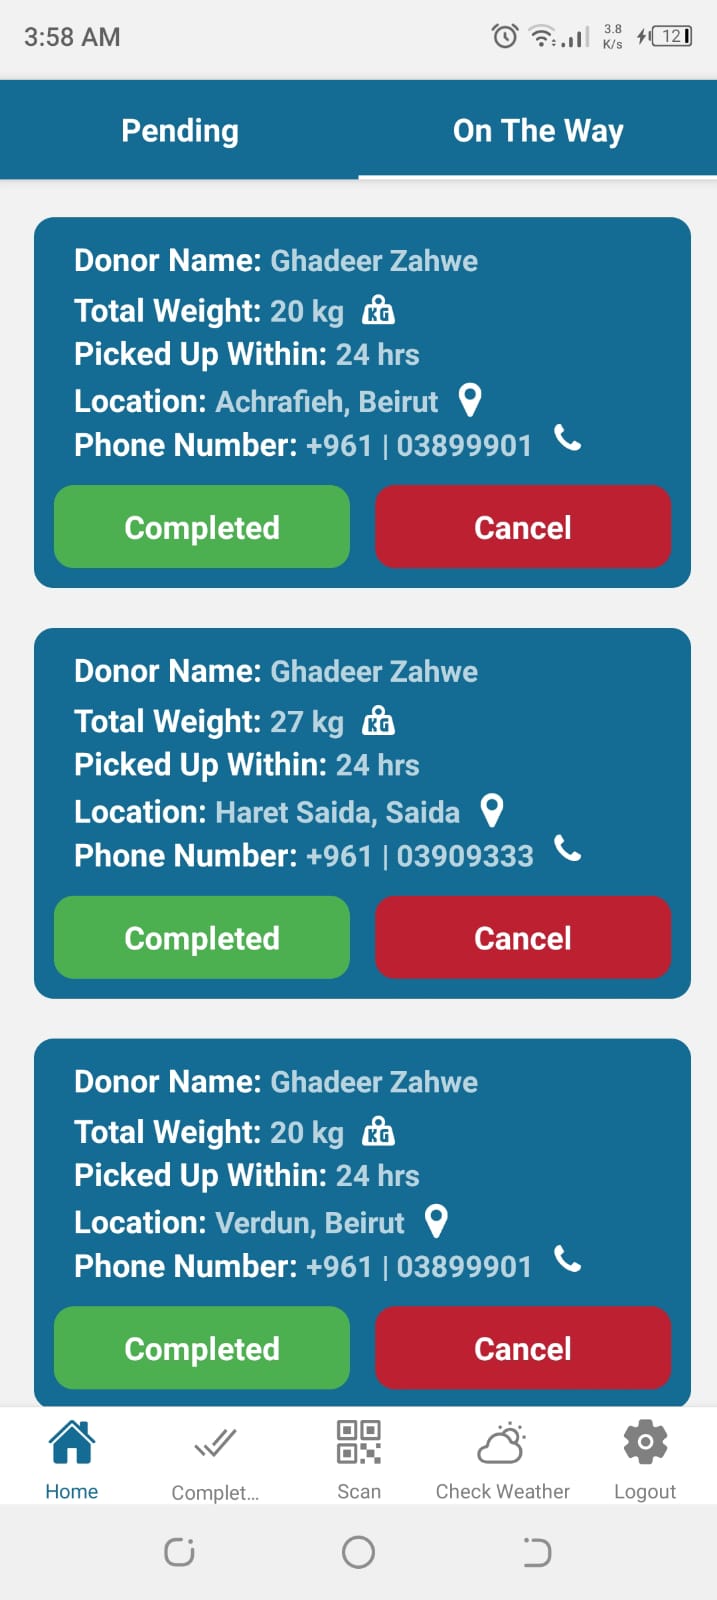 3:58 AM
3.8
K/s
12
Pending
On The Way
Donor Name: Ghadeer Zahwe
Total Weight: 20 kg KG
Picked Up Within: 24 hrs
Location: Achrafieh, Beirut
Phone Number: +961 | 03899901
Completed
Cancel
Donor Name: Ghadeer Zahwe
Total Weight: 27 kg KG
Picked Up Within: 24 hrs
Location: Haret Saida, Saida
Phone Number: +961 | 03909333
Completed
Cancel
Donor Name: Ghadeer Zahwe
Total Weight: 20 kg KG
Picked Up Within: 24 hrs
Location: Verdun, Beirut
Phone Number: +961 | 03899901
Completed
Cancel
Home
Complet...
Scan
Check Weather
Logout